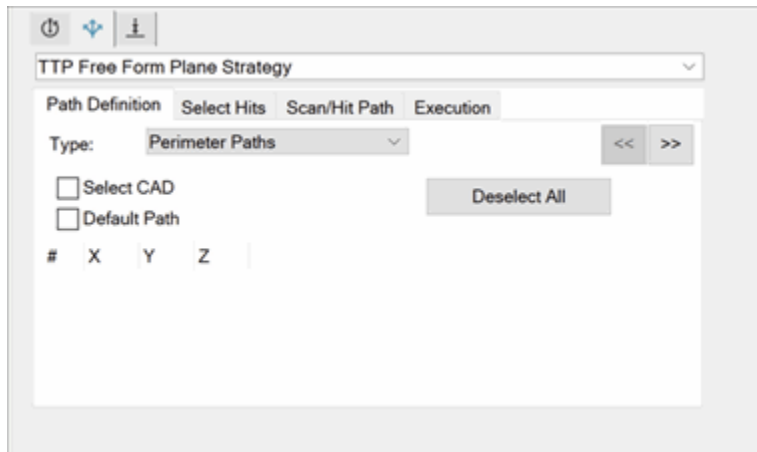 TTP Free Form Plane Strategy
Path Definition Select Hits Scan/Hit Path Execution
Type: Perimeter Paths << >>
Select CAD Deselect All
Default Path
# X Y Z